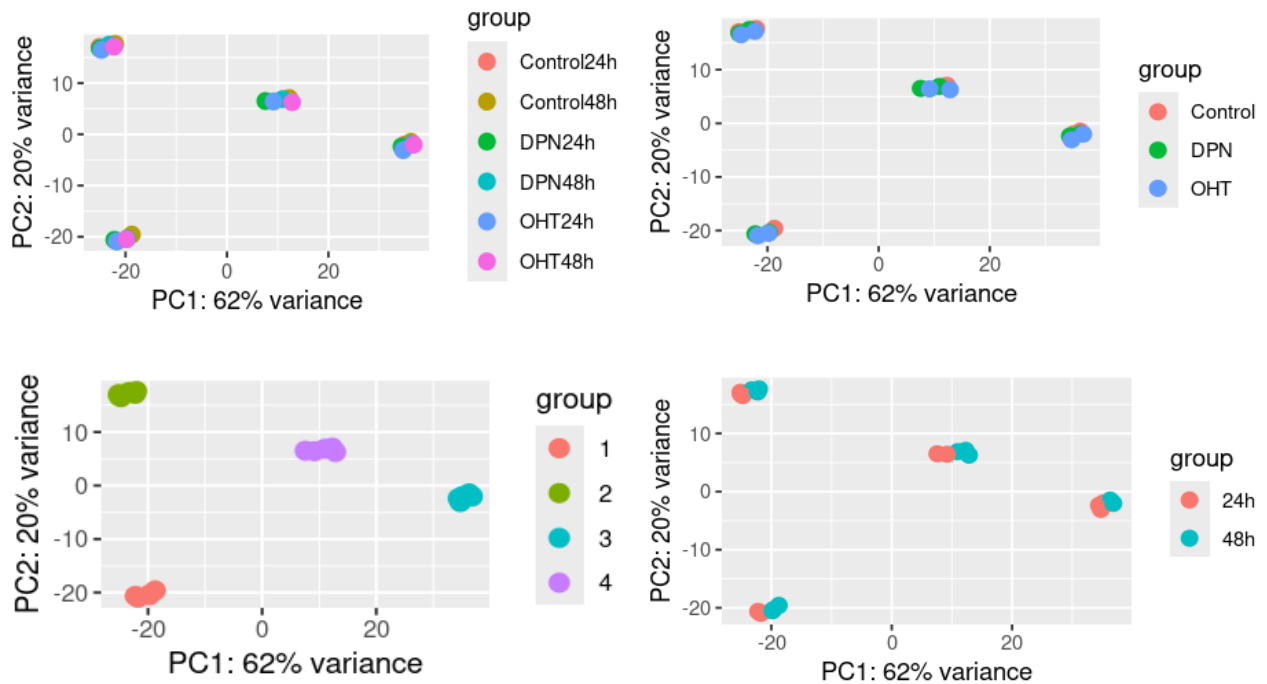 group
Control24h
Control48h
DPN24h
DPN48h
OHT24h
OHT48h
PC2: 20% variance
10
0
-10
-20
-20 0 20
PC1: 62% variance
group
Control
DPN
OHT
PC2: 20% variance
10
0
-10
-20
-20 0 20
PC1: 62% variance
group
1
2
3
4
PC2: 20% variance
10
0
-10
-20
-20 0 20
PC1: 62% variance
group
24h
48h
PC2: 20% variance
10
0
-10
-20
-20 0 20
PC1: 62% variance